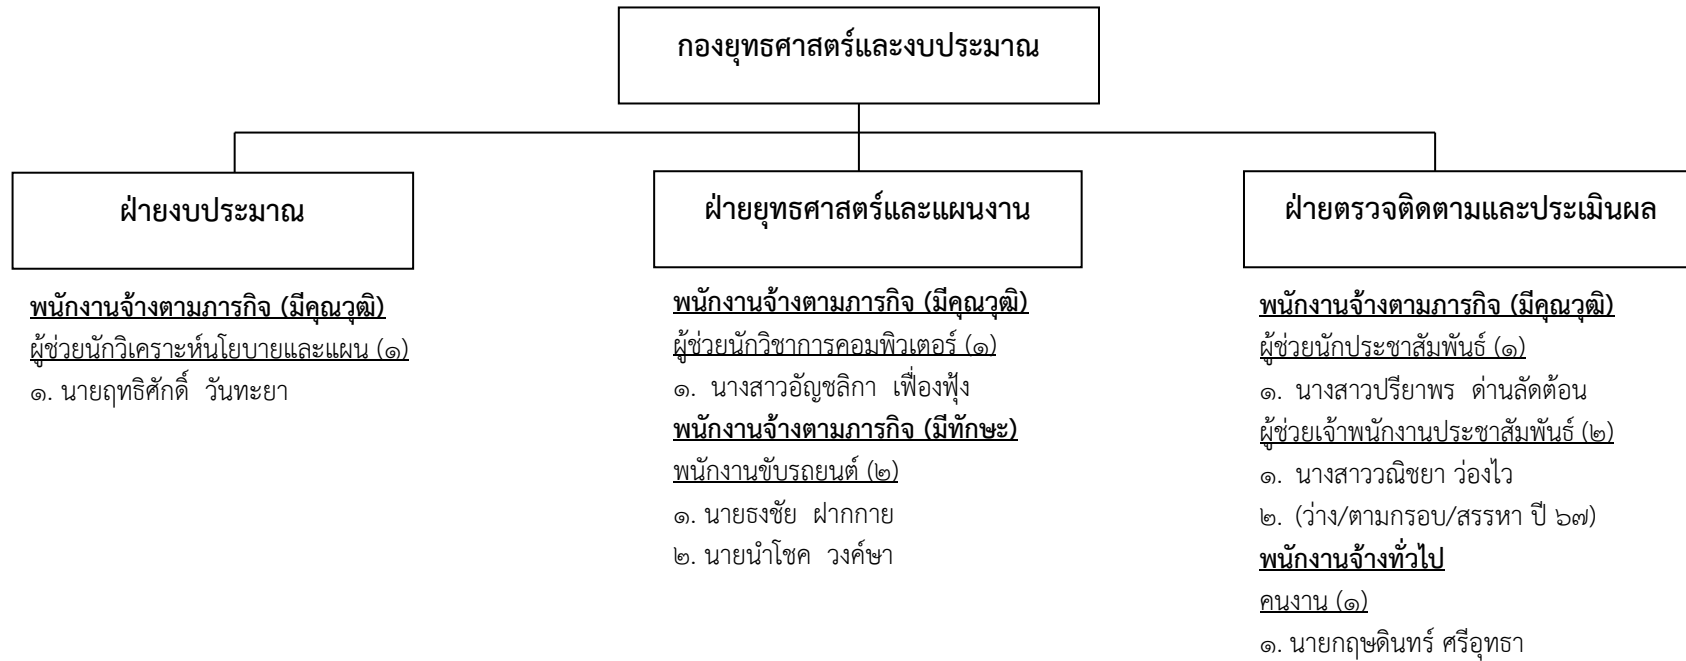 กองยุทธศาสตร์และงบประมาณ
ฝ่ายงบประมาณ
พนักงานจ้างตามภารกิจ (มีคุณวุฒิ)
ผู้ช่วยนักวิเคราะห์นโยบายและแผน (๑)
๑. นายฤทธิศักดิ์ วันทะยา
ฝ่ายยุทธศาสตร์และแผนงาน
พนักงานจ้างตามภารกิจ (มีคุณวุฒิ)
ผู้ช่วยนักวิชาการคอมพิวเตอร์ (๑)
๑. นางสาวอัญชลิกา เฟื่องฟุ้ง
พนักงานจ้างตามภารกิจ (มีทักษะ)
พนักงานขับรถยนต์ (๒)
๑. นายธงชัย ฝากกาย
๒. นายนำโชค วงค์ษา
ฝ่ายตรวจติดตามและประเมินผล
พนักงานจ้างตามภารกิจ (มีคุณวุฒิ)
ผู้ช่วยนักประชาสัมพันธ์ (๑)
๑. นางสาวปรียาพร ด่านลัดต้อน
ผู้ช่วยเจ้าพนักงานประชาสัมพันธ์ (๒)
๑. นางสาววณิชยา ว่องไว
๒. (ว่าง/ตามกรอบ/สรรหา ปี ๖๗)
พนักงานจ้างทั่วไป
คนงาน (๑)
๑. นายกฤษดินทร์ ศรีอุทธา